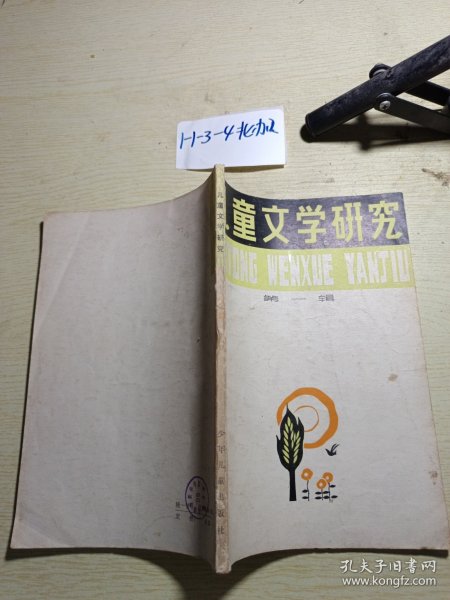 1-1-3-4北加
儿童文学研究
童文学研究
TONG WENXUE YANJIU
第一辑
少年儿童出版社
孔夫子旧书网
www.kongfz.com